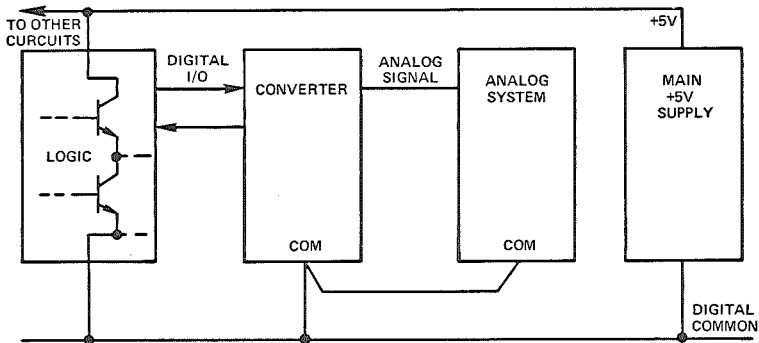 TO OTHER
CURCUITS
+5V
DIGITAL
I/O
CONVERTER
ANALOG
SIGNAL
ANALOG
SYSTEM
MAIN
+5V
SUPPLY
LOGIC
COM
COM
DIGITAL
COMMON